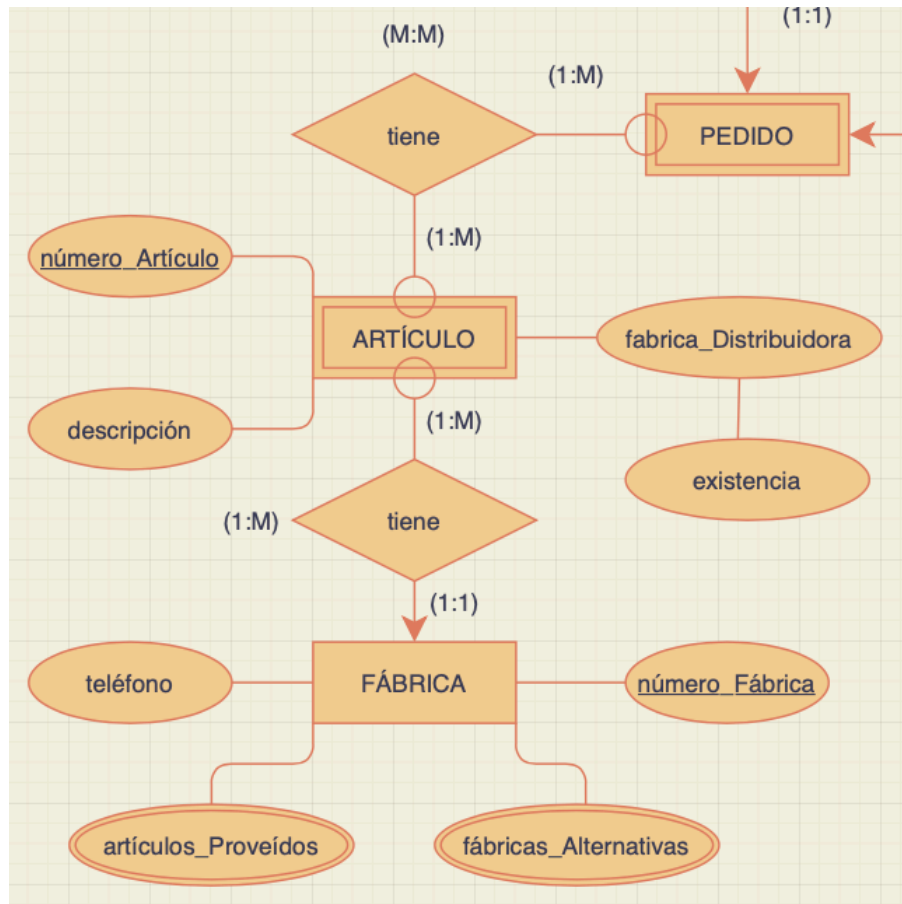 (1:1)
(M:M)
(1:M)
tiene
PEDIDO
(1:M)
número_Artículo
ARTÍCULO
fabrica_Distribuidora
descripción
(1:M)
existencia
(1:M)
tiene
(1:1)
teléfono
FÁBRICA
número_Fábrica
artículos_Proveídos
fábricas_Alternativas